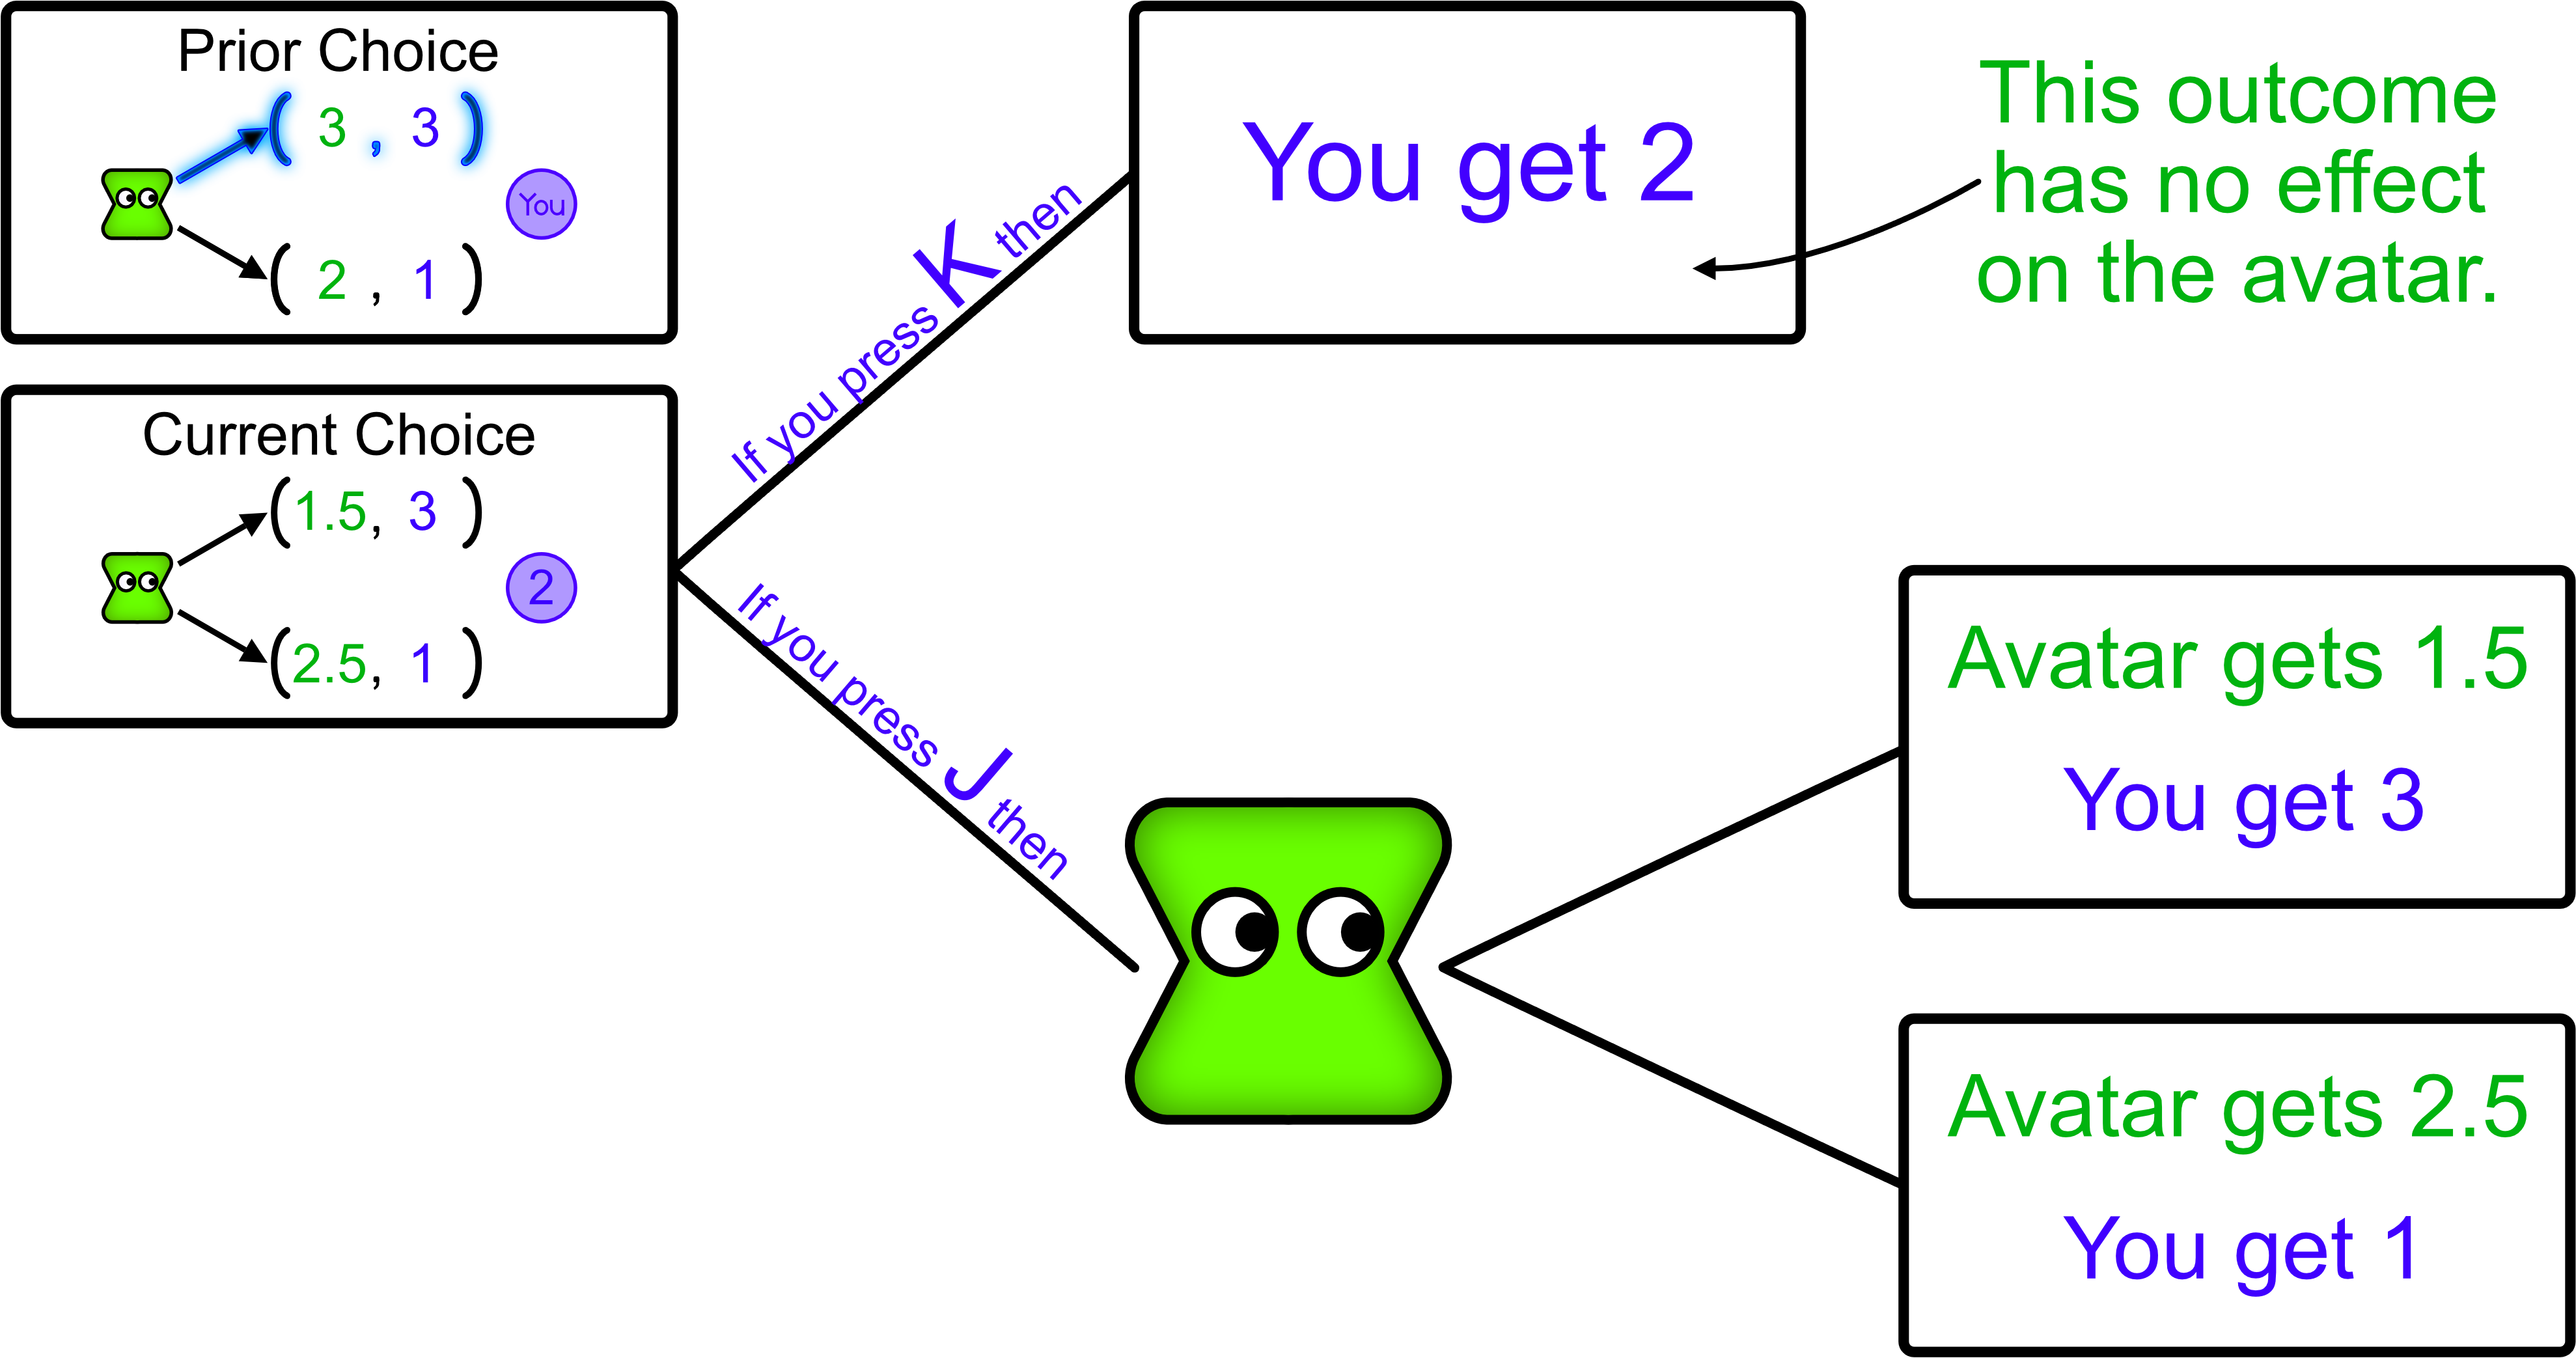 Prior Choice
( 3 , 3 )
You
( 2 , 1 )
Current Choice
(1.5, 3 )
2
(2.5, 1 )
If you press K then
You get 2
This outcome
has no effect
on the avatar.
If you press J then
Avatar gets 1.5
You get 3
Avatar gets 2.5
You get 1